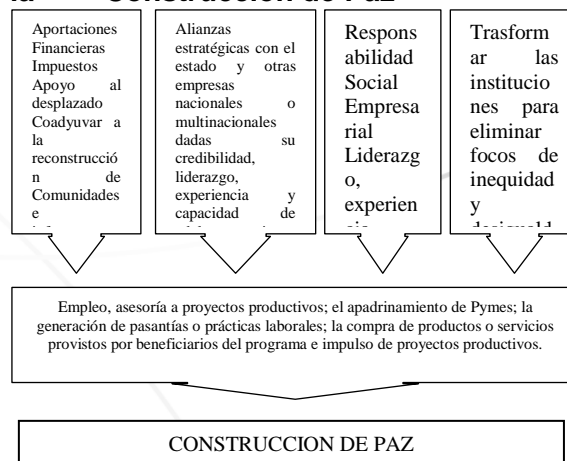 Construcción de Paz
Aportaciones
Financieras
Impuestos
Apoyo al
desplazado
Coadyuvar a
la
reconstrucció
n de
Comunidades
e
Alianzas
estratégicas con el
estado y otras
empresas
nacionales o
multinacionales
dadas su
credibilidad,
liderazgo,
experiencia y
capacidad de
Respons
abilidad
Social
Empresa
rial
Liderazg
o,
experien
Trasform
ar las
institucio
nes para
eliminar
focos de
inequidad
y
Empleo, asesoría a proyectos productivos; el apadrinamiento de Pymes; la
generación de pasantías o prácticas laborales; la compra de productos o servicios
provistos por beneficiarios del programa e impulso de proyectos productivos.
CONSTRUCCION DE PAZ